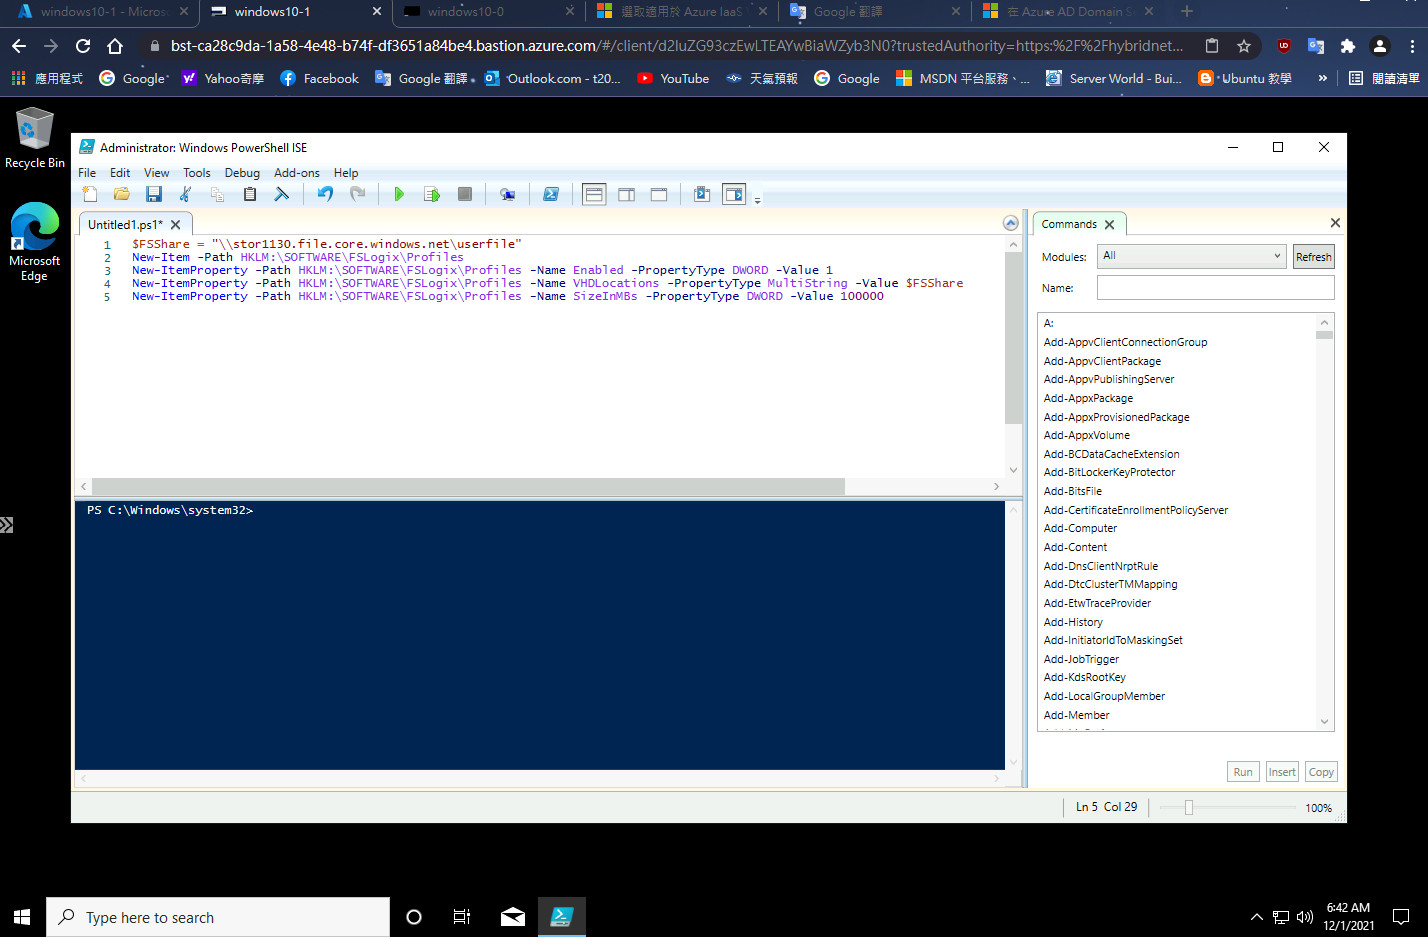 windows10-1 - Micros
windows10-1
windows10-0
選取適用於 Azure IaaS
Google 翻譯
在 Azure AD Domain S
bst-ca28c9da-1a58-4e48-b74f-df3651a84be4.bastion.azure.com/#/client/d2luZG93czEwLTEAYwBiaWZyb3N0?trustedAuthority=https:%2F%2Fhybridnet...
應用程式
Google
Yahoo奇摩
Facebook
Google 翻譯
Outlook.com - t20...
YouTube
天氣預報
Google
MSDN 平台服務、...
Server World - Bui...
Ubuntu 教學
»
閱讀清單
Recycle Bin
Microsoft
Edge
Administrator: Windows PowerShell ISE
File Edit View Tools Debug Add-ons Help
Untitled1.ps1*
1 $FSShare = "\\stor1130.file.core.windows.net\userfile"
2 New-Item -Path HKLM:\SOFTWARE\FSLogix\Profiles
3 New-ItemProperty -Path HKLM:\SOFTWARE\FSLogix\Profiles -Name Enabled -PropertyType DWORD -Value 1
4 New-ItemProperty -Path HKLM:\SOFTWARE\FSLogix\Profiles -Name VHDLocations -PropertyType MultiString -Value $FSShare
5 New-ItemProperty -Path HKLM:\SOFTWARE\FSLogix\Profiles -Name SizeInMBs -PropertyType DWORD -Value 100000
PS C:\Windows\system32>
Commands
Modules: All Refresh
Name:
A:
Add-AppvClientConnectionGroup
Add-AppvClientPackage
Add-AppvPublishingServer
Add-AppxPackage
Add-AppxProvisionedPackage
Add-AppxVolume
Add-BCDataCacheExtension
Add-BitLockerKeyProtector
Add-BitsFile
Add-CertificateEnrollmentPolicyServer
Add-Computer
Add-Content
Add-DnsClientNrptRule
Add-DtcClusterTMMapping
Add-EtwTraceProvider
Add-History
Add-InitiatorIdToMaskingSet
Add-JobTrigger
Add-KdsRootKey
Add-LocalGroupMember
Add-Member
Run Insert Copy
Ln 5 Col 29
100%
Type here to search
6:42 AM
12/1/2021